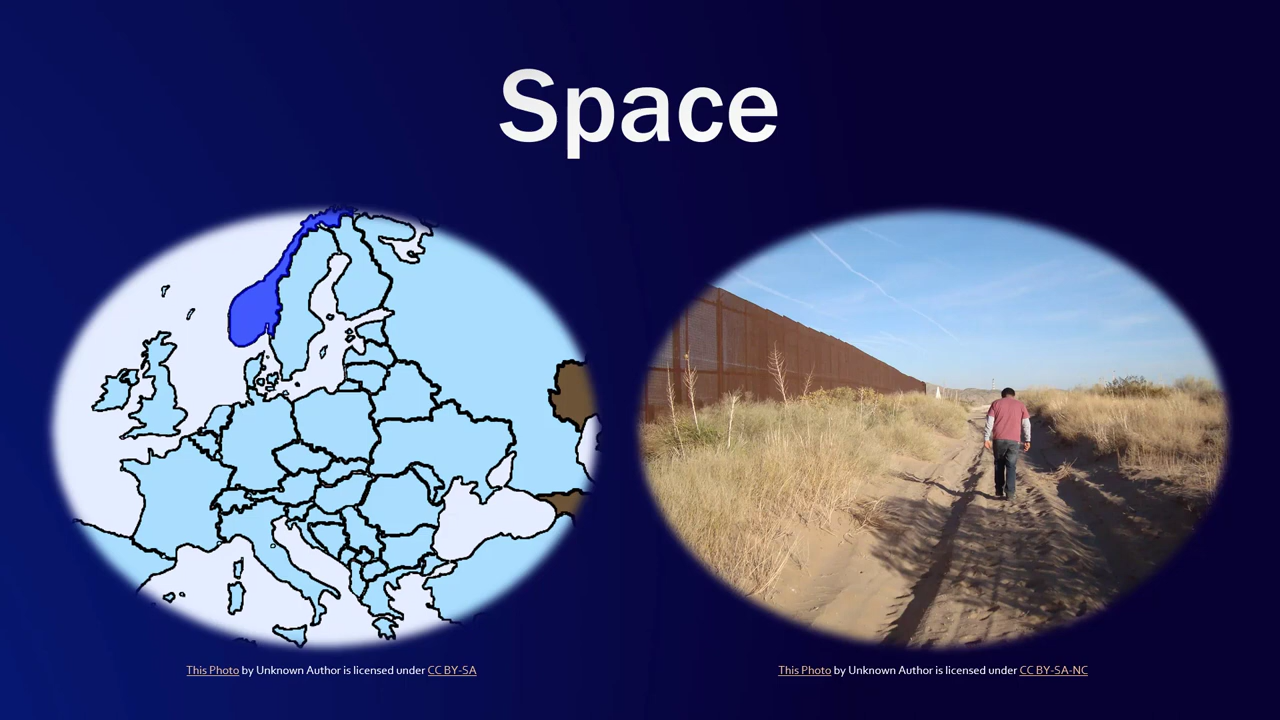 Space
This Photo by Unknown Author is licensed under CC BY-SA
This Photo by Unknown Author is licensed under CC BY-SA-NC